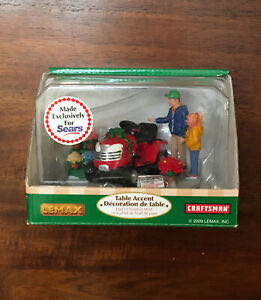 Made
Exclusively
For
Sears
Table Accent
Décoration de table
LEMAX
CRAFTSMAN
© 2009 LEMAX, INC.